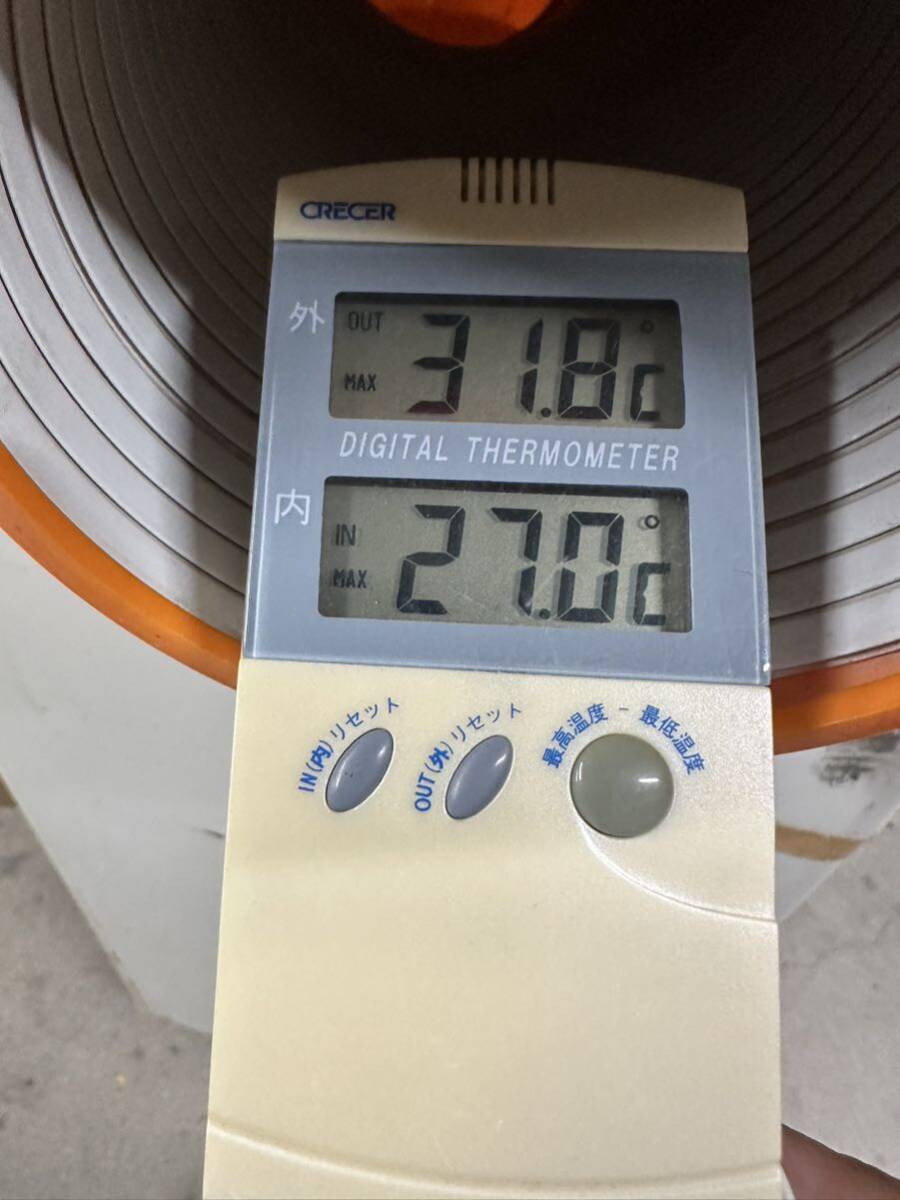 CRECER
外
OUT
MAX
31.8°C
DIGITAL THERMOMETER
内
IN
MAX
27.0°C
IN(内)リセット
OUT(外)リセット
最高温度 - 最低温度